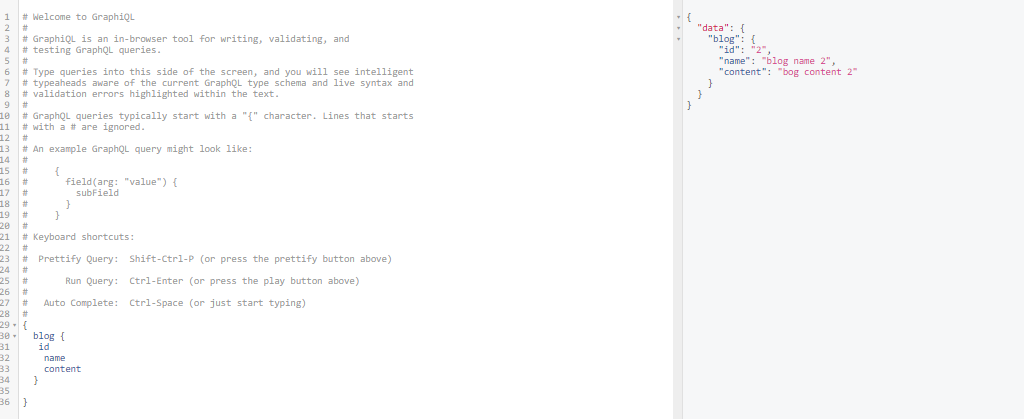 1 # Welcome to GraphiQL
2 #
3 # GraphiQL is an in-browser tool for writing, validating, and
4 # testing GraphQL queries.
5 #
6 # Type queries into this side of the screen, and you will see intelligent
7 # typeaheads aware of the current GraphQL type schema and live syntax and
8 # validation errors highlighted within the text.
9 #
10 # GraphQL queries typically start with a "{" character. Lines that starts
11 # with a # are ignored.
12 #
13 # An example GraphQL query might look like:
14 #
15 #     {
16 #       field(arg: "value") {
17 #         subField
18 #       }
19 #     }
20 #
21 # Keyboard shortcuts:
22 #
23 #  Prettify Query:  Shift-Ctrl-P (or press the prettify button above)
24 #
25 #       Run Query:  Ctrl-Enter (or press the play button above)
26 #
27 #   Auto Complete:  Ctrl-Space (or just start typing)
28 #
29 {
30   blog {
31    id
32     name
33     content
34   }
35
36 }
{
  "data": {
    "blog": {
      "id": "2",
      "name": "blog name 2",
      "content": "bog content 2"
    }
  }
}